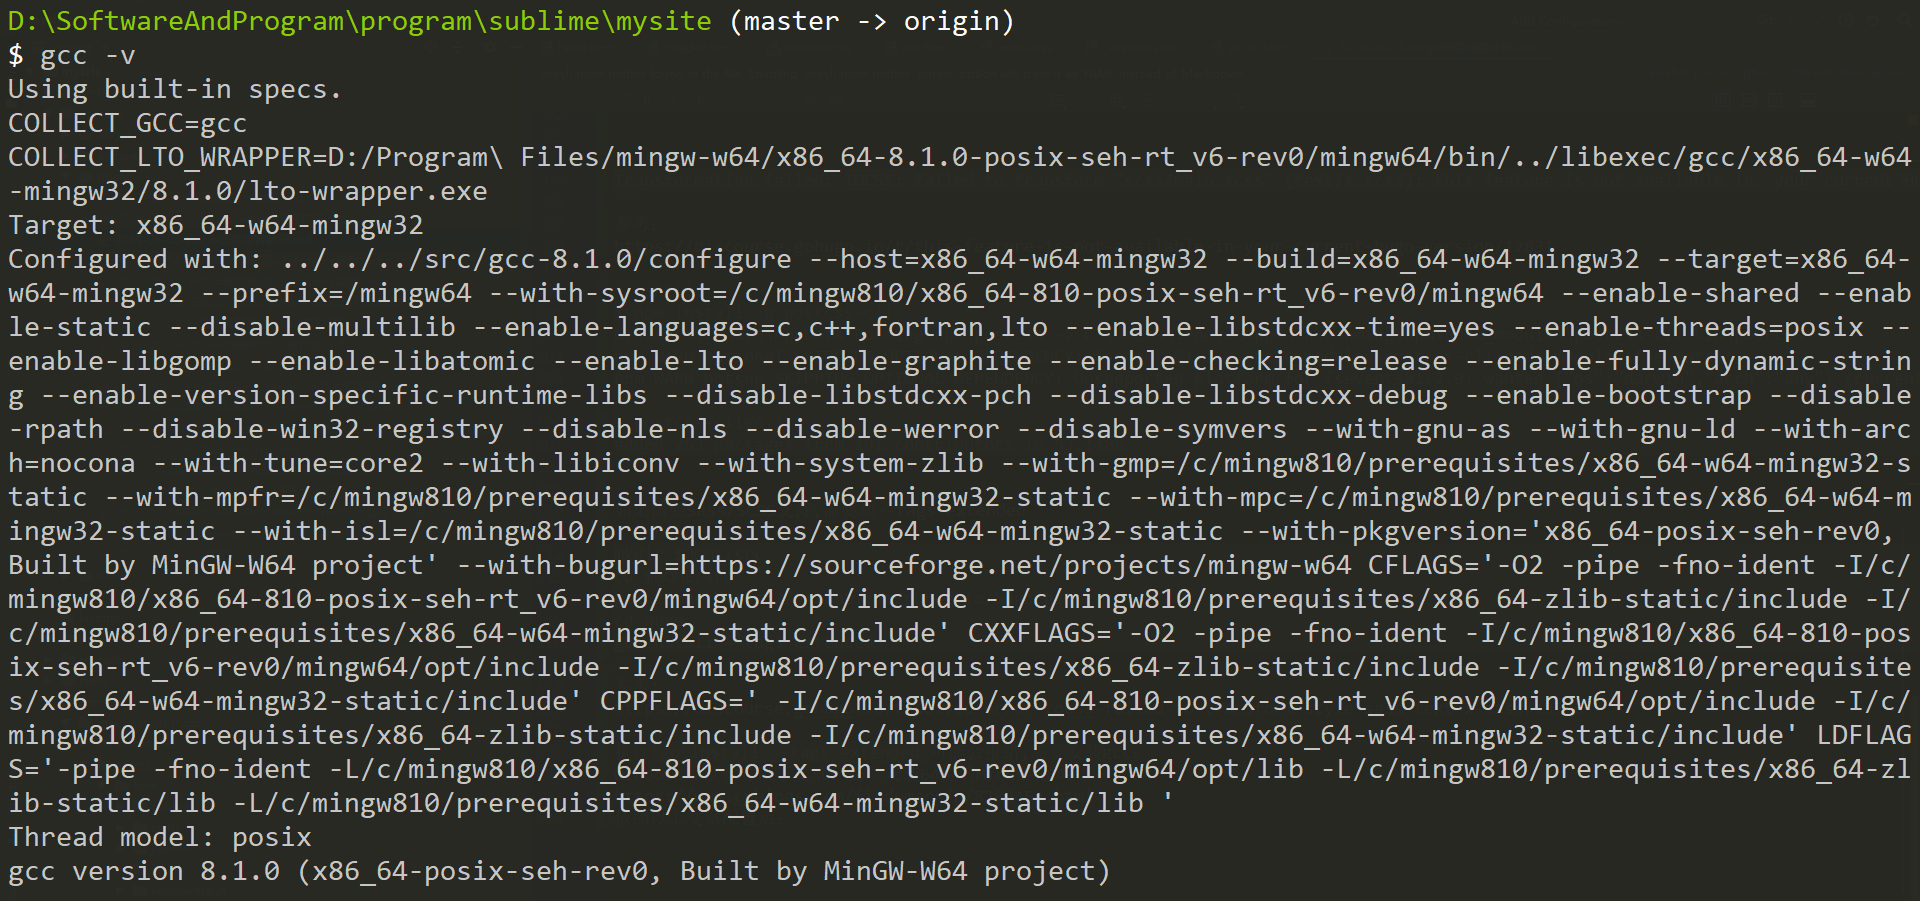 D:\SoftwareAndProgram\program\sublime\mysite (master -> origin)
$ gcc -v
Using built-in specs.
COLLECT_GCC=gcc
COLLECT_LTO_WRAPPER=D:/Program\ Files/mingw-w64/x86_64-8.1.0-posix-seh-rt_v6-rev0/mingw64/bin/../libexec/gcc/x86_64-w64
-mingw32/8.1.0/lto-wrapper.exe
Target: x86_64-w64-mingw32
Configured with: ../../../src/gcc-8.1.0/configure --host=x86_64-w64-mingw32 --build=x86_64-w64-mingw32 --target=x86_64-
w64-mingw32 --prefix=/mingw64 --with-sysroot=/c/mingw810/x86_64-810-posix-seh-rt_v6-rev0/mingw64 --enable-shared --enab
le-static --disable-multilib --enable-languages=c,c++,fortran,lto --enable-libstdcxx-time=yes --enable-threads=posix --
enable-libgomp --enable-libatomic --enable-lto --enable-graphite --enable-checking=release --enable-fully-dynamic-strin
g --enable-version-specific-runtime-libs --disable-libstdcxx-pch --disable-libstdcxx-debug --enable-bootstrap --disable
-rpath --disable-win32-registry --disable-nls --disable-werror --disable-symvers --with-gnu-as --with-gnu-ld --with-arc
h=nocona --with-tune=core2 --with-libiconv --with-system-zlib --with-gmp=/c/mingw810/prerequisites/x86_64-w64-mingw32-s
tatic --with-mpfr=/c/mingw810/prerequisites/x86_64-w64-mingw32-static --with-mpc=/c/mingw810/prerequisites/x86_64-w64-m
ingw32-static --with-isl=/c/mingw810/prerequisites/x86_64-w64-mingw32-static --with-pkgversion='x86_64-posix-seh-rev0,
Built by MinGW-W64 project' --with-bugurl=https://sourceforge.net/projects/mingw-w64 CFLAGS='-O2 -pipe -fno-ident -I/c/
mingw810/x86_64-810-posix-seh-rt_v6-rev0/mingw64/opt/include -I/c/mingw810/prerequisites/x86_64-zlib-static/include -I/
c/mingw810/prerequisites/x86_64-w64-mingw32-static/include' CXXFLAGS='-O2 -pipe -fno-ident -I/c/mingw810/x86_64-810-pos
ix-seh-rt_v6-rev0/mingw64/opt/include -I/c/mingw810/prerequisites/x86_64-zlib-static/include -I/c/mingw810/prerequisite
s/x86_64-w64-mingw32-static/include' CPPFLAGS=' -I/c/mingw810/x86_64-810-posix-seh-rt_v6-rev0/mingw64/opt/include -I/c/
mingw810/prerequisites/x86_64-zlib-static/include -I/c/mingw810/prerequisites/x86_64-w64-mingw32-static/include' LDFLAG
S='-pipe -fno-ident -L/c/mingw810/x86_64-810-posix-seh-rt_v6-rev0/mingw64/opt/lib -L/c/mingw810/prerequisites/x86_64-zl
ib-static/lib -L/c/mingw810/prerequisites/x86_64-w64-mingw32-static/lib '
Thread model: posix
gcc version 8.1.0 (x86_64-posix-seh-rev0, Built by MinGW-W64 project)